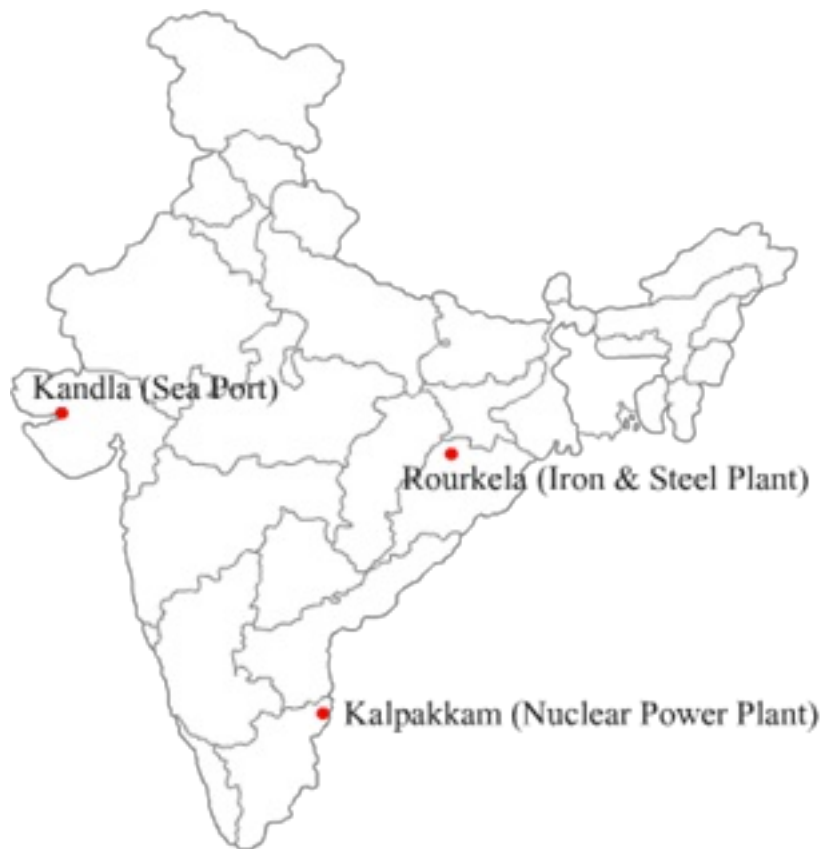 Kandla (Sea Port)
Rourkela (Iron & Steel Plant)
Kalpakkam (Nuclear Power Plant)